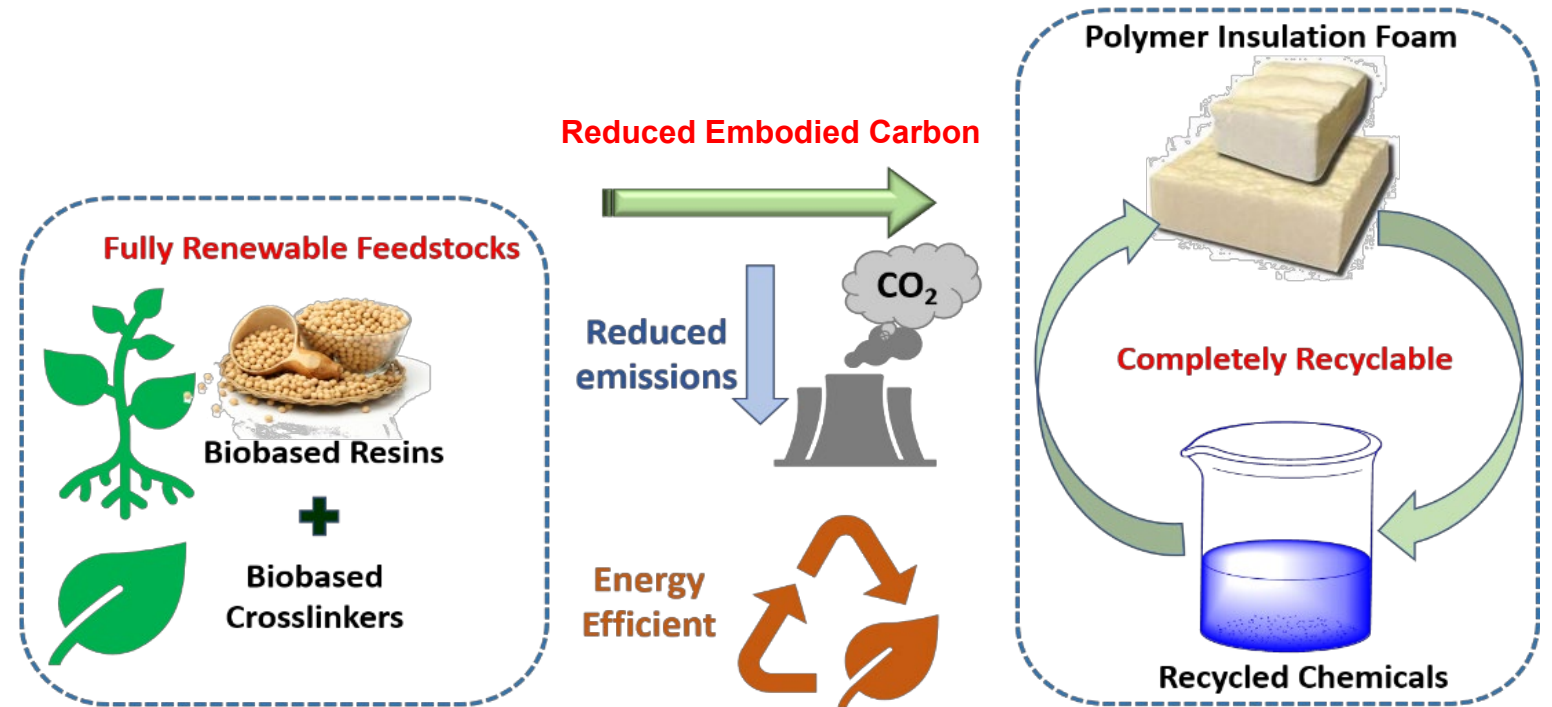 Polymer Insulation Foam
Reduced Embodied Carbon
Fully Renewable Feedstocks
CO₂
Reduced
emissions
Completely Recyclable
Biobased Resins
Biobased
Crosslinkers
Energy
Efficient
Recycled Chemicals